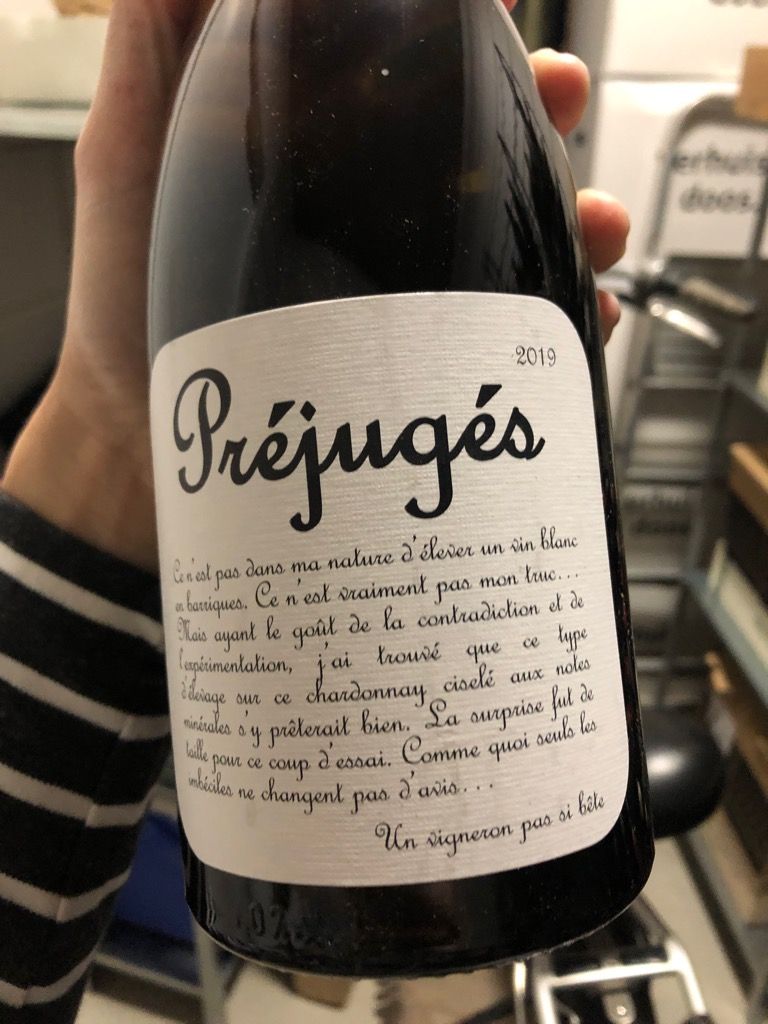 2019
Préjugés
Ce n'est pas dans ma nature d'élever un vin blanc
en barriques. Ce n'est vraiment pas mon truc...
Mais ayant le goût de la contradiction et de
l'expérimentation, j'ai trouvé que ce type
d'élevage sur ce chardonnay ciselé aux notes
minérales s'y prêterait bien. La surprise fut de
taille pour ce coup d'essai. Comme quoi seuls les
imbéciles ne changent pas d'avis...
Un vigneron pas si bête
erhuis
doos